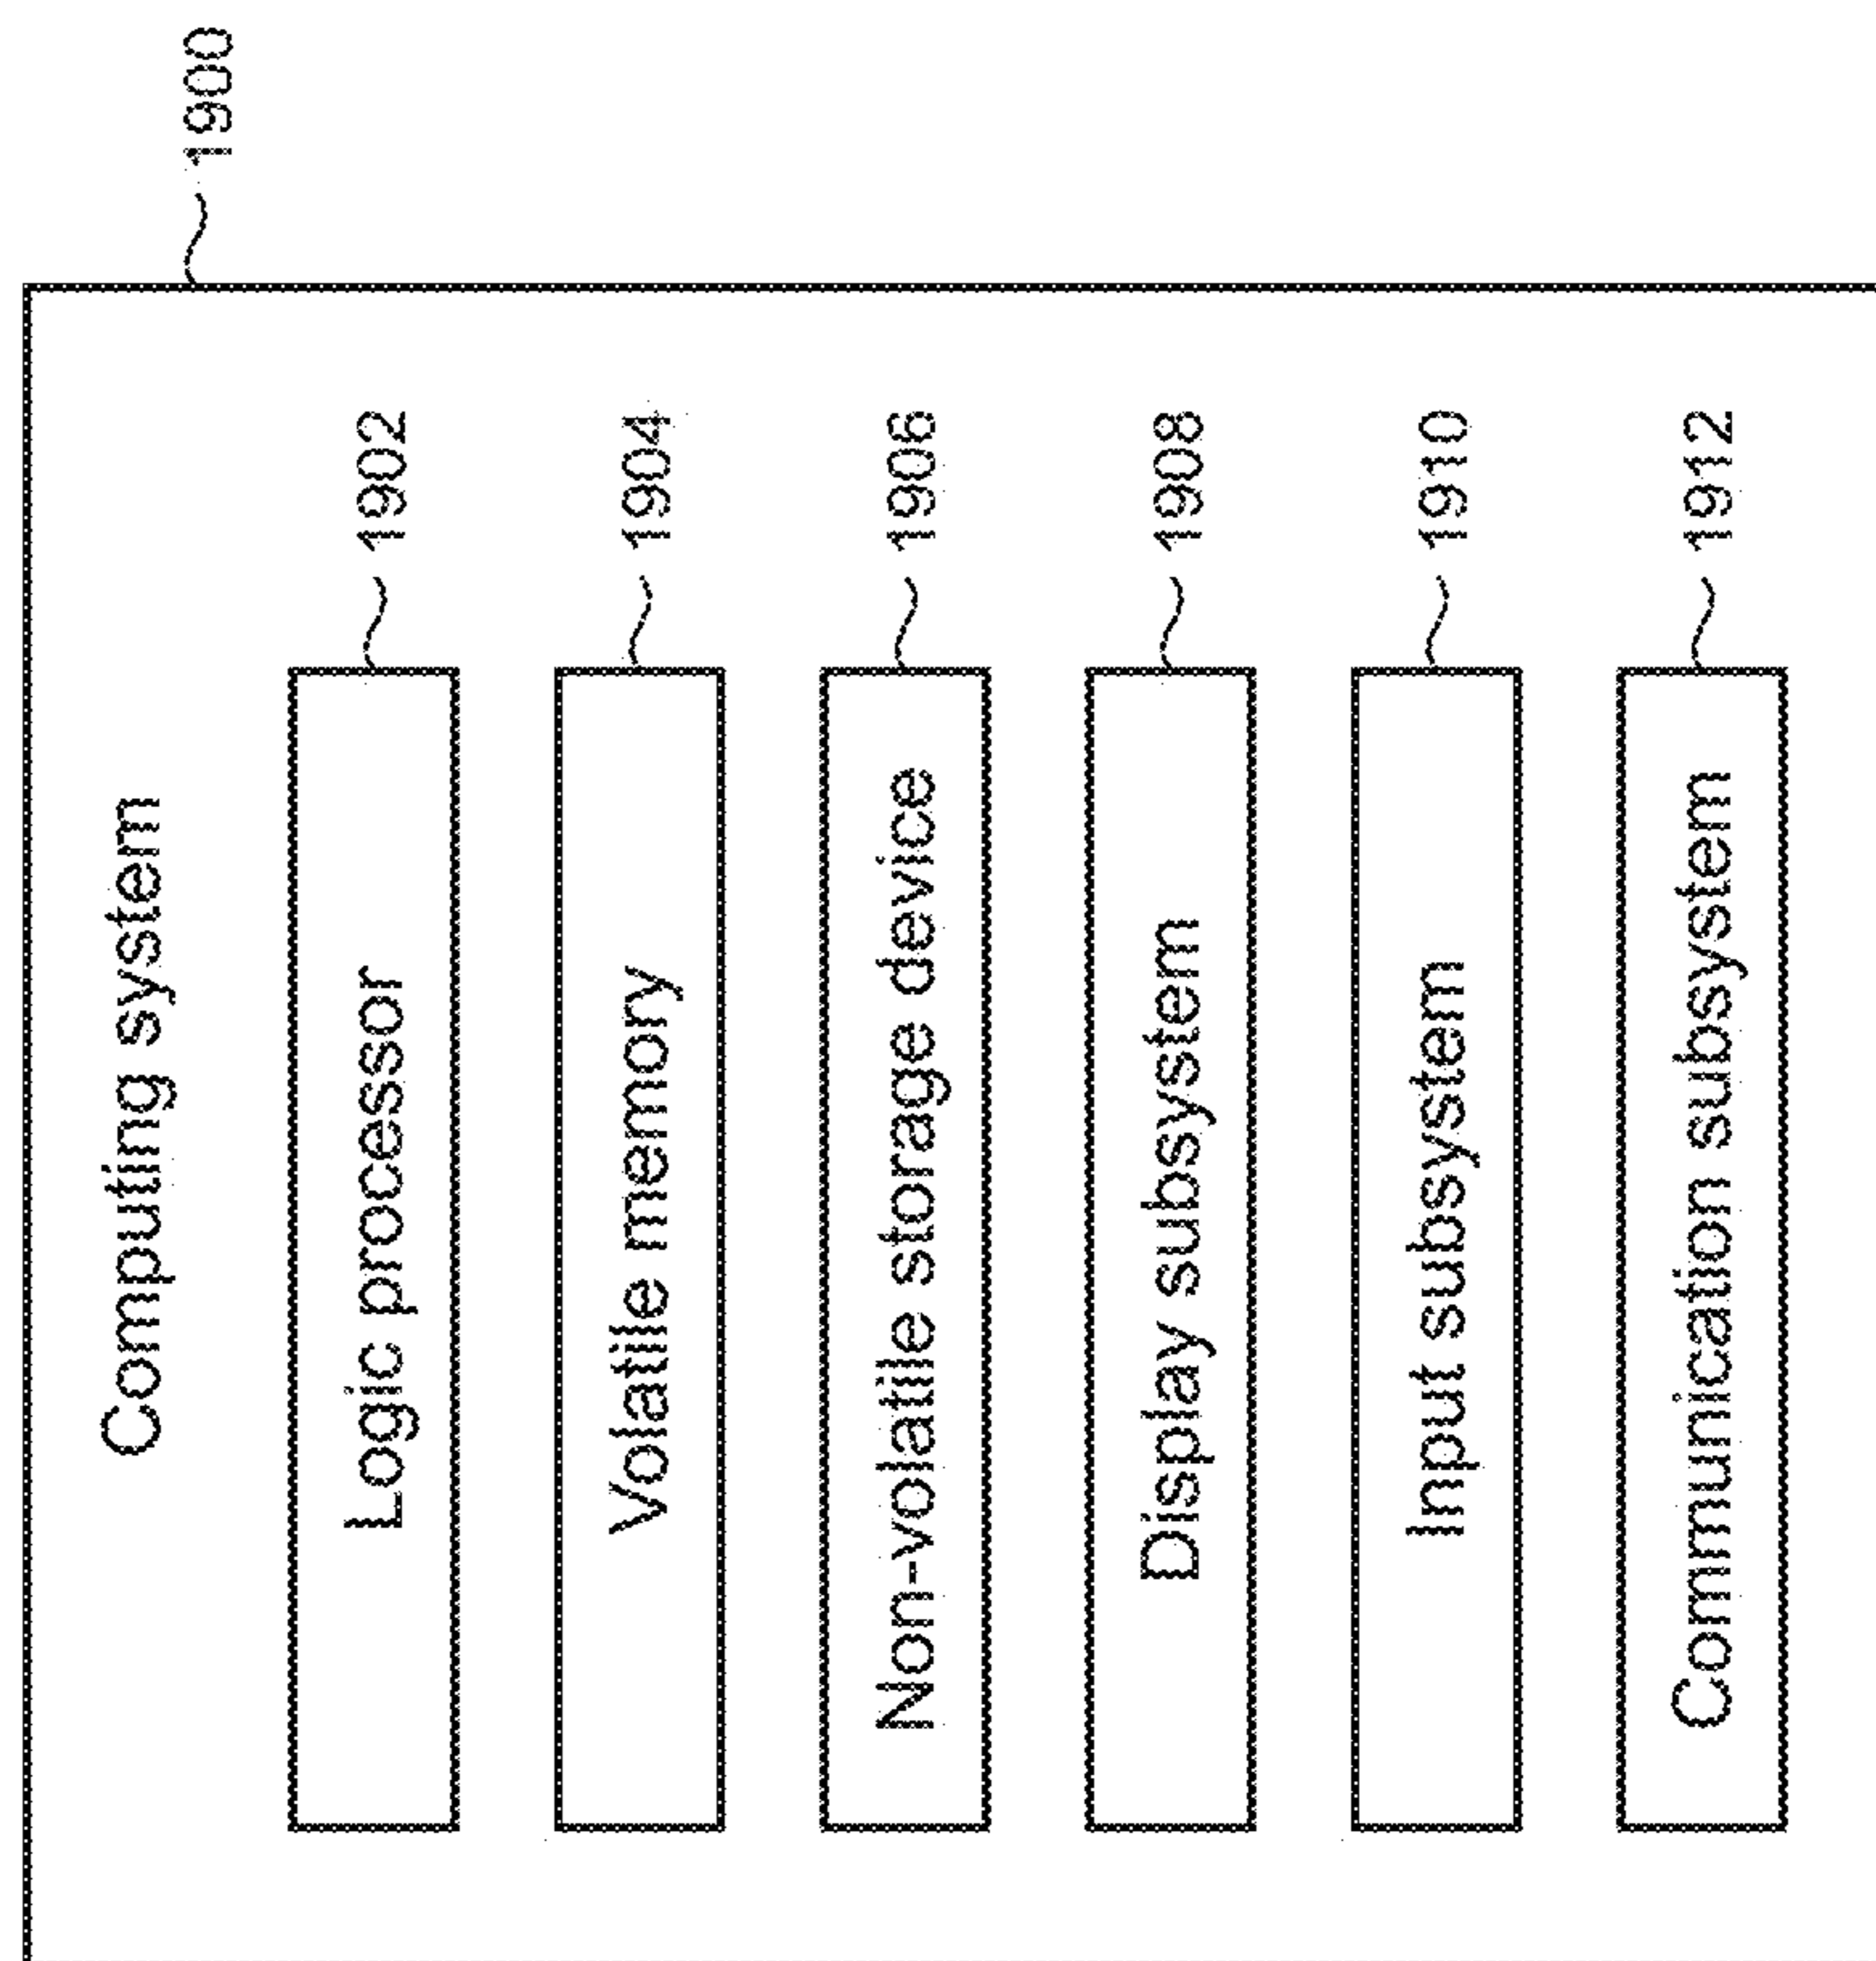 1900
Computing system
Logic processor 1902
Volatile memory 1904
Non-volatile storage device 1906
Display subsystem 1908
Input subsystem 1910
Communication subsystem 1912